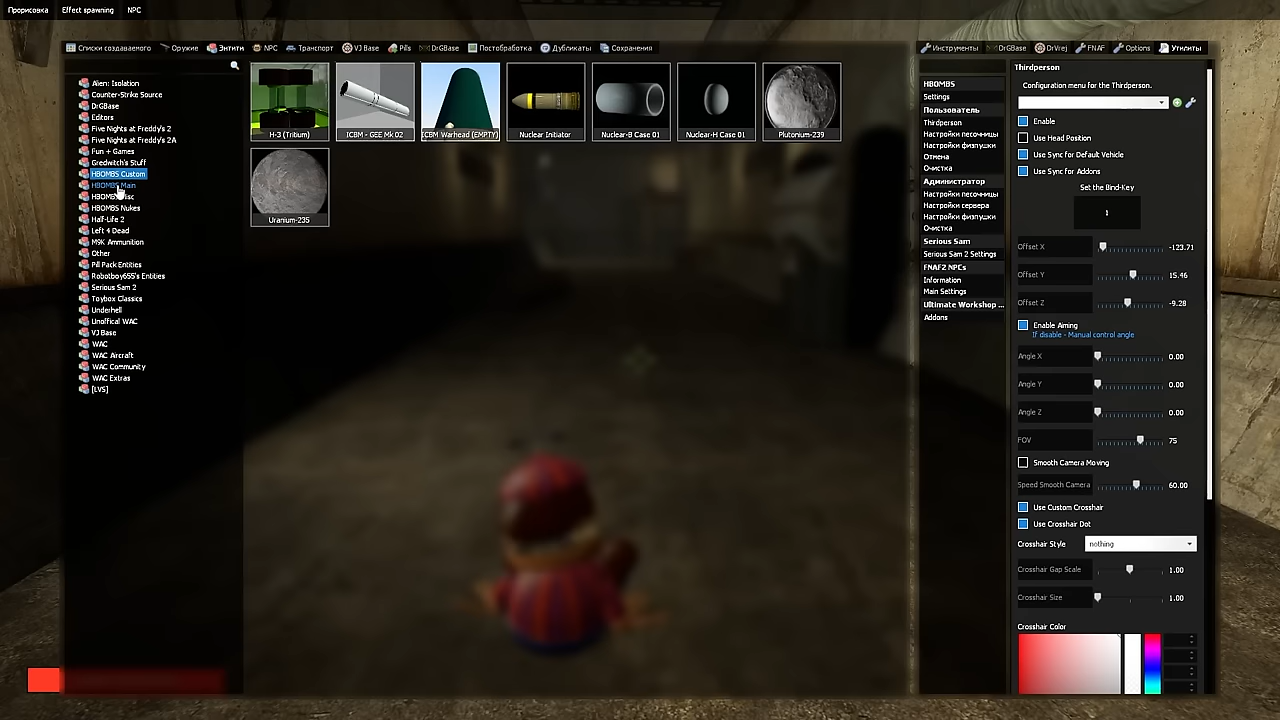 Прорисовка Effect spawning NPC
Списки создаваемого Оружие Энтити NPC Транспорт VJ Base Pills DrGBase Постобработка Дубликаты Сохранения
Инструменты DrGBase DrVrej FNAF Options Утилиты
Alien: Isolation
Counter-Strike Source
DrGBase
Editors
Five Nights at Freddy's 2
Five Nights at Freddy's 2A
Fun + Games
Gredwitch's Stuff
HBOMBS Custom
HBOMBS Main
HBOMBS Misc
HBOMBS Nukes
Half-Life 2
Left 4 Dead
M9K Ammunition
Other
Pill Pack Entities
Robotboy655's Entities
Serious Sam 2
Toybox Classics
Underhell
Unoffical WAC
VJ Base
WAC
WAC Aircraft
WAC Community
WAC Extras
[LVS]
H-3 (Tritium)
ICBM - GEE Mk 02
ICBM Warhead (EMPTY)
Nuclear Initiator
Nuclear-B Case 01
Nuclear-H Case 01
Plutonium-239
Uranium-235
HBOMBS
Settings
Пользователь
Thirdperson
Настройки песочницы
Настройки физпушки
Отмена
Очистка
Администратор
Настройки песочницы
Настройки сервера
Настройки физпушки
Очистка
Serious Sam
Serious Sam 2 Settings
FNAF2 NPCs
Information
Main Settings
Ultimate Workshop ...
Addons
Thirdperson
Configuration menu for the Thirdperson.
Enable
Use Head Position
Use Sync for Default Vehicle
Use Sync for Addons
Set the Bind-Key
Offset X -123.71
Offset Y 15.46
Offset Z -9.28
Enable Aiming
If disable - Manual control angle
Angle X 0.00
Angle Y 0.00
Angle Z 0.00
FOV 75
Smooth Camera Moving
Speed Smooth Camera 60.00
Use Custom Crosshair
Use Crosshair Dot
Crosshair Style nothing
Crosshair Gap Scale 1.00
Crosshair Size 1.00
Crosshair Color